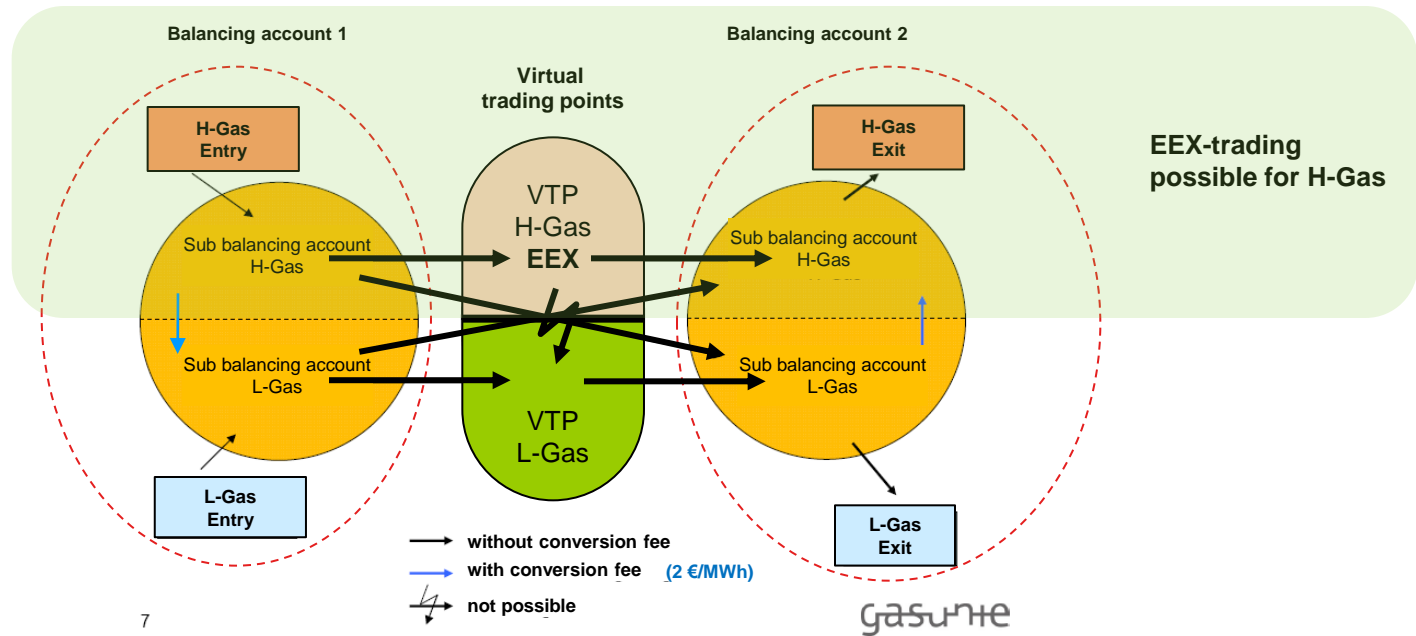 Balancing account 1
Balancing account 2
Virtual
trading points
H-Gas
Entry
H-Gas
Exit
EEX-trading
possible for H-Gas
VTP
H-Gas
EEX
Sub balancing account
H-Gas
Sub balancing account
H-Gas
Sub balancing account
L-Gas
Sub balancing account
L-Gas
VTP
L-Gas
L-Gas
Entry
L-Gas
Exit
without conversion fee
with conversion fee (2 €/MWh)
not possible
7
gasunie